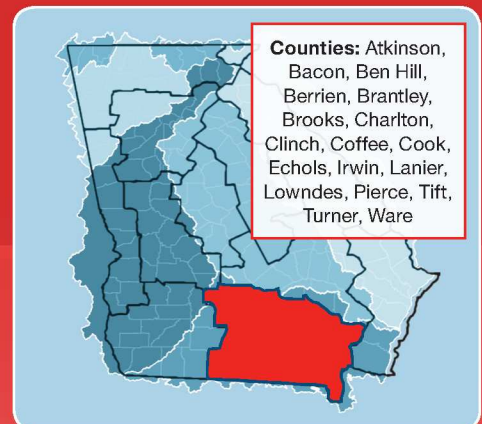 Counties: Atkinson,
Bacon, Ben Hill,
Berrien, Brantley,
Brooks, Charlton,
Clinch, Coffee, Cook,
Echols, Irwin, Lanier,
Lowndes, Pierce, Tift,
Turner, Ware